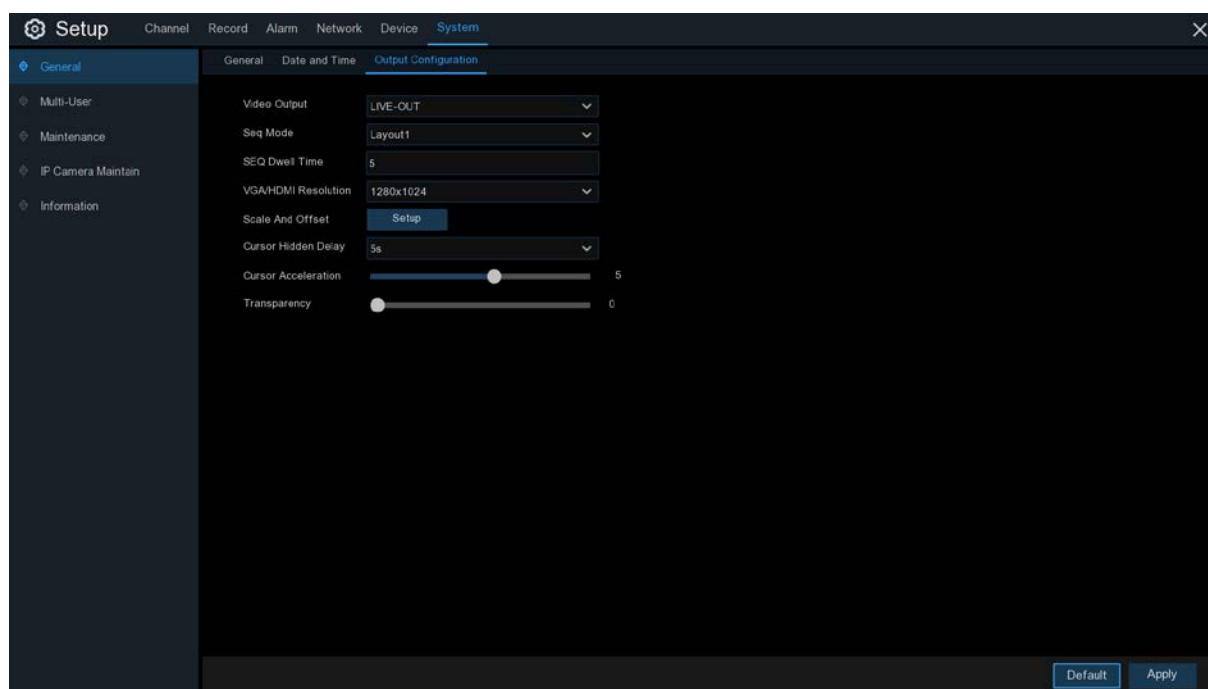 Setup Channel Record Alarm Network Device System
General Date and Time Output Configuration
General
Multi-User
Maintenance
IP Camera Maintain
Information
Video Output LIVE-OUT
Seq Mode Layout1
SEQ Dwell Time 5
VGA/HDMI Resolution 1280x1024
Scale And Offset Setup
Cursor Hidden Delay 5s
Cursor Acceleration 5
Transparency 0
Default Apply